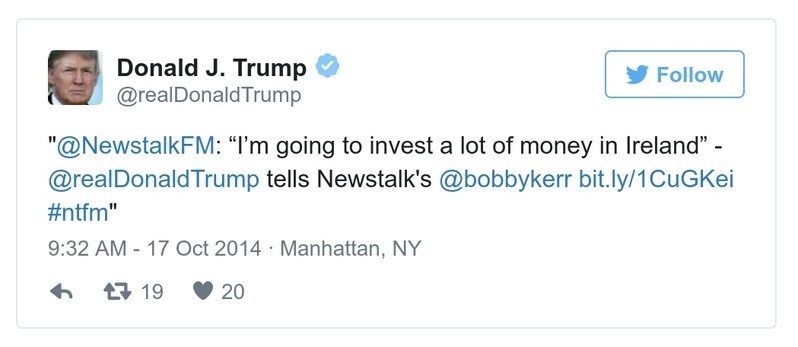 Donald J. Trump
@realDonaldTrump
Follow
"@NewstalkFM: “I’m going to invest a lot of money in Ireland” -
@realDonaldTrump tells Newstalk's @bobbykerr bit.ly/1CuGKei
#ntfm"
9:32 AM - 17 Oct 2014 · Manhattan, NY
19 20